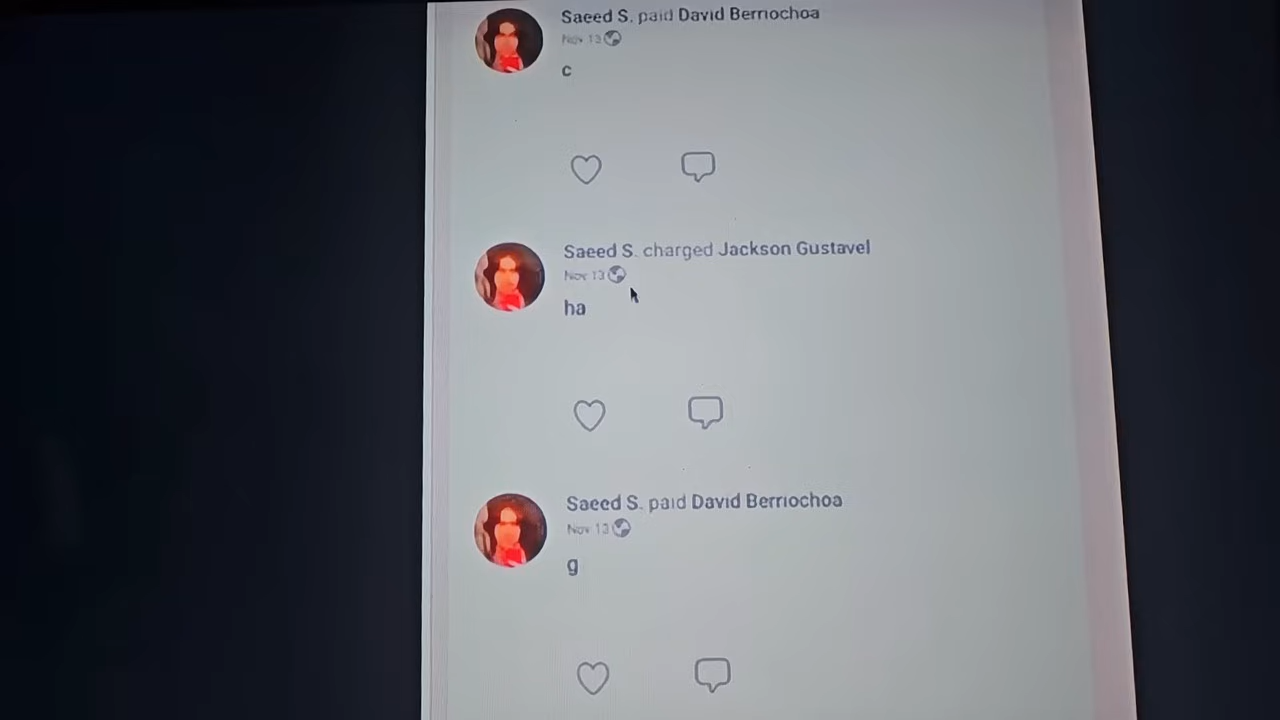 Saeed S. paid David Berriochoa
Nov 13
c
Saeed S. charged Jackson Gustavel
Nov 13
ha
Saeed S. paid David Berriochoa
Nov 13
g